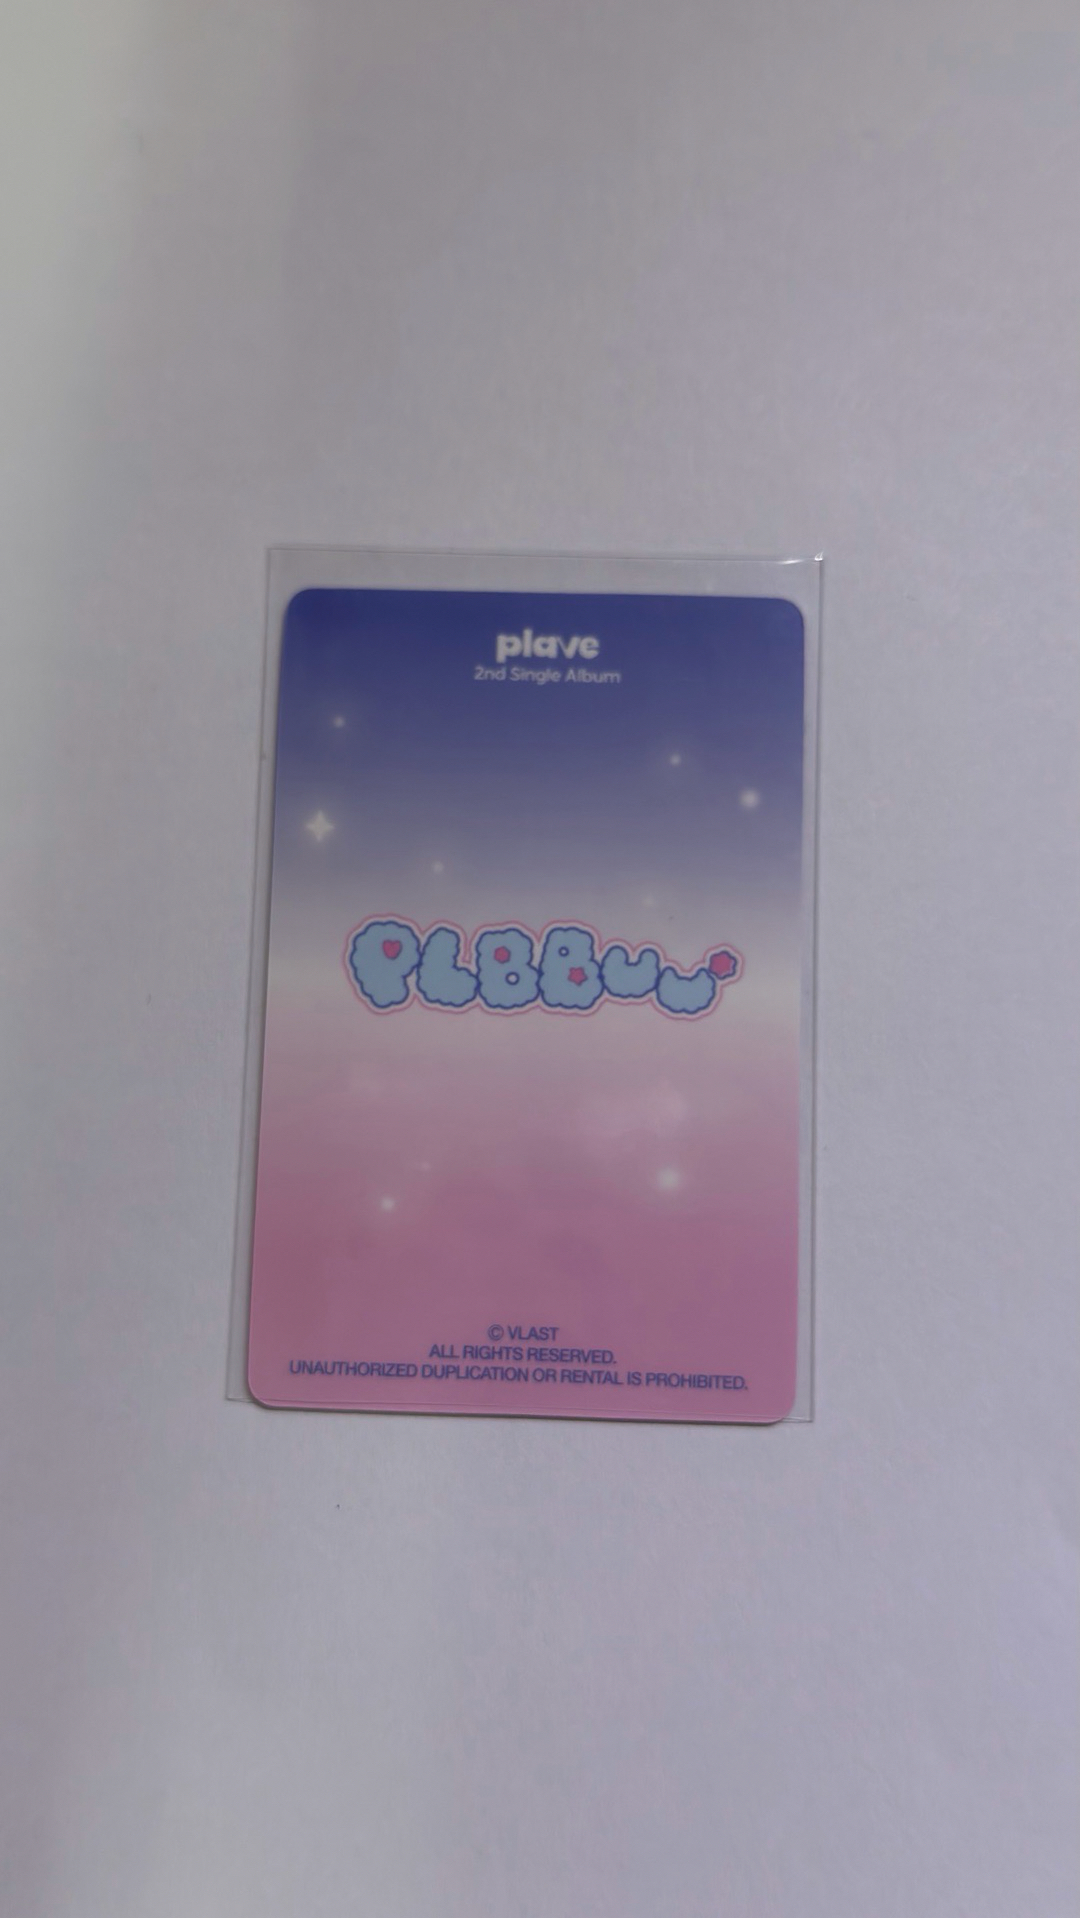 plave
2nd Single Album
PLBBUU
© VLAST
ALL RIGHTS RESERVED.
UNAUTHORIZED DUPLICATION OR RENTAL IS PROHIBITED.